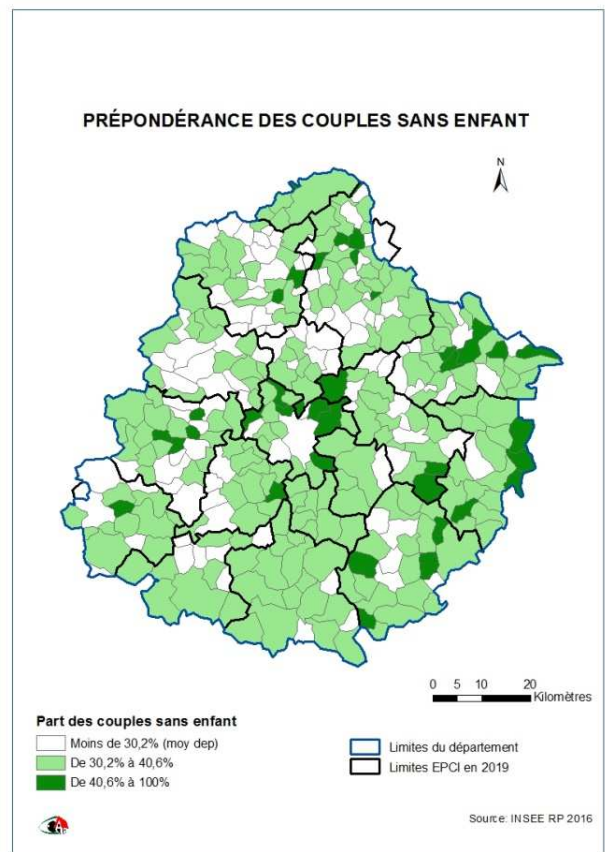 PRÉPONDÉRANCE DES COUPLES SANS ENFANT
N
0 5 10 20
Kilomètres
Part des couples sans enfant
Moins de 30,2% (moy dep)
De 30,2% à 40,6%
De 40,6% à 100%
Limites du département
Limites EPCI en 2019
Source: INSEE RP 2016